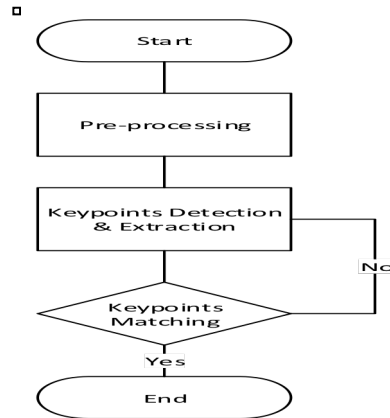 Start
Pre-processing
Keypoints Detection
& Extraction
No
Keypoints
Matching
Yes
End